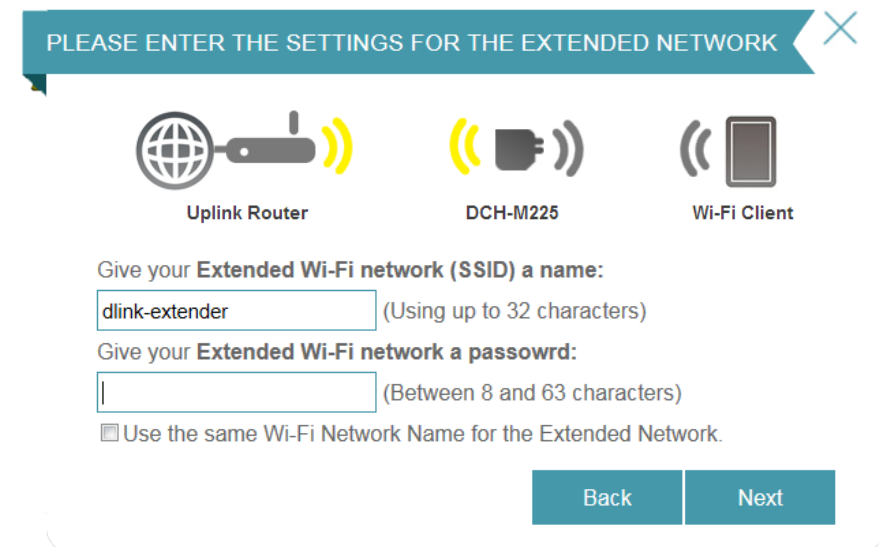 PLEASE ENTER THE SETTINGS FOR THE EXTENDED NETWORK
Uplink Router DCH-M225 Wi-Fi Client
Give your Extended Wi-Fi network (SSID) a name:
dlink-extender (Using up to 32 characters)
Give your Extended Wi-Fi network a passowrd:
(Between 8 and 63 characters)
Use the same Wi-Fi Network Name for the Extended Network.
Back Next